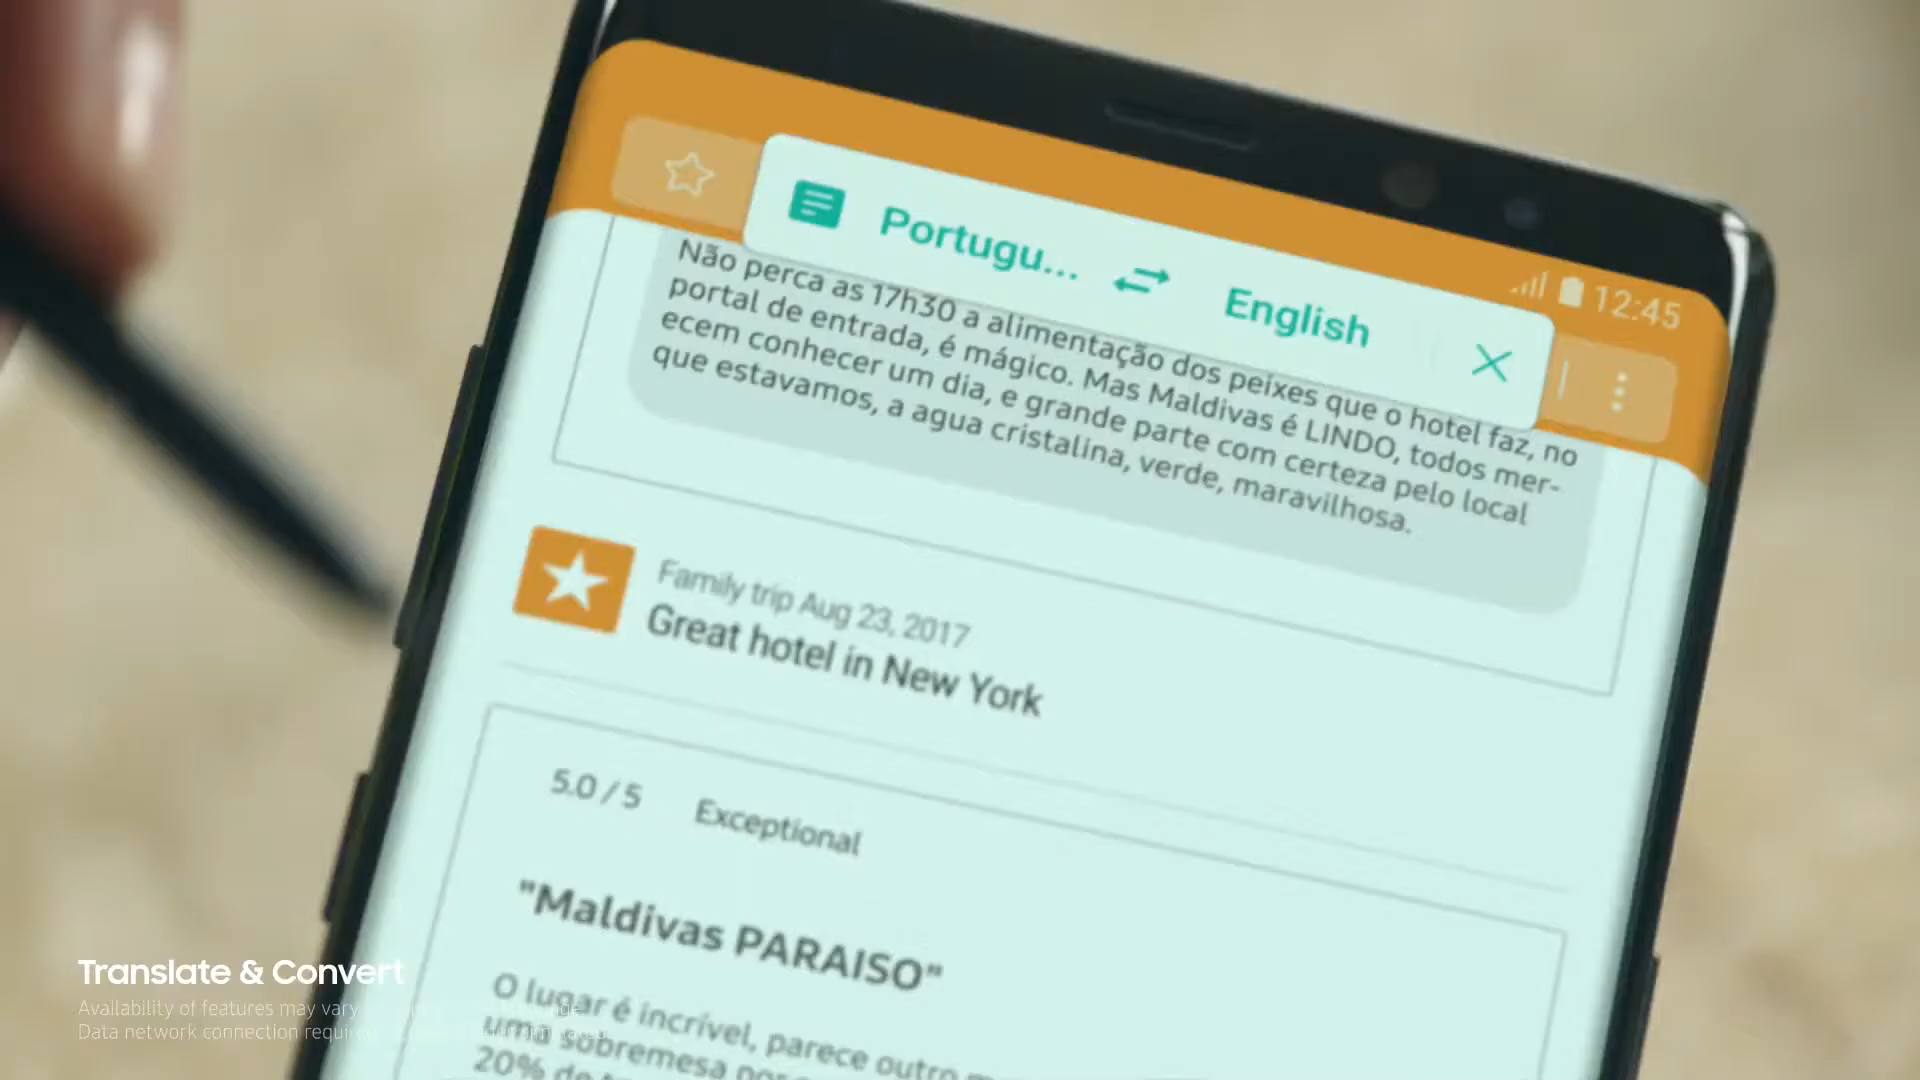 12:45
Portugu... English
Não perca as 17h30 a alimentação dos peixes que o hotel faz, no
portal de entrada, é mágico. Mas Maldivas é LINDO, todos mer-
ecem conhecer um dia, e grande parte com certeza pelo local
que estavamos, a agua cristalina, verde, maravilhosa.
Family trip Aug 23, 2017
Great hotel in New York
5.0 / 5 Exceptional
"Maldivas PARAISO"
O lugar é incrível, parece outro
uma sobremesa
20% de
Translate & Convert
Availability of features may vary
Data network connection